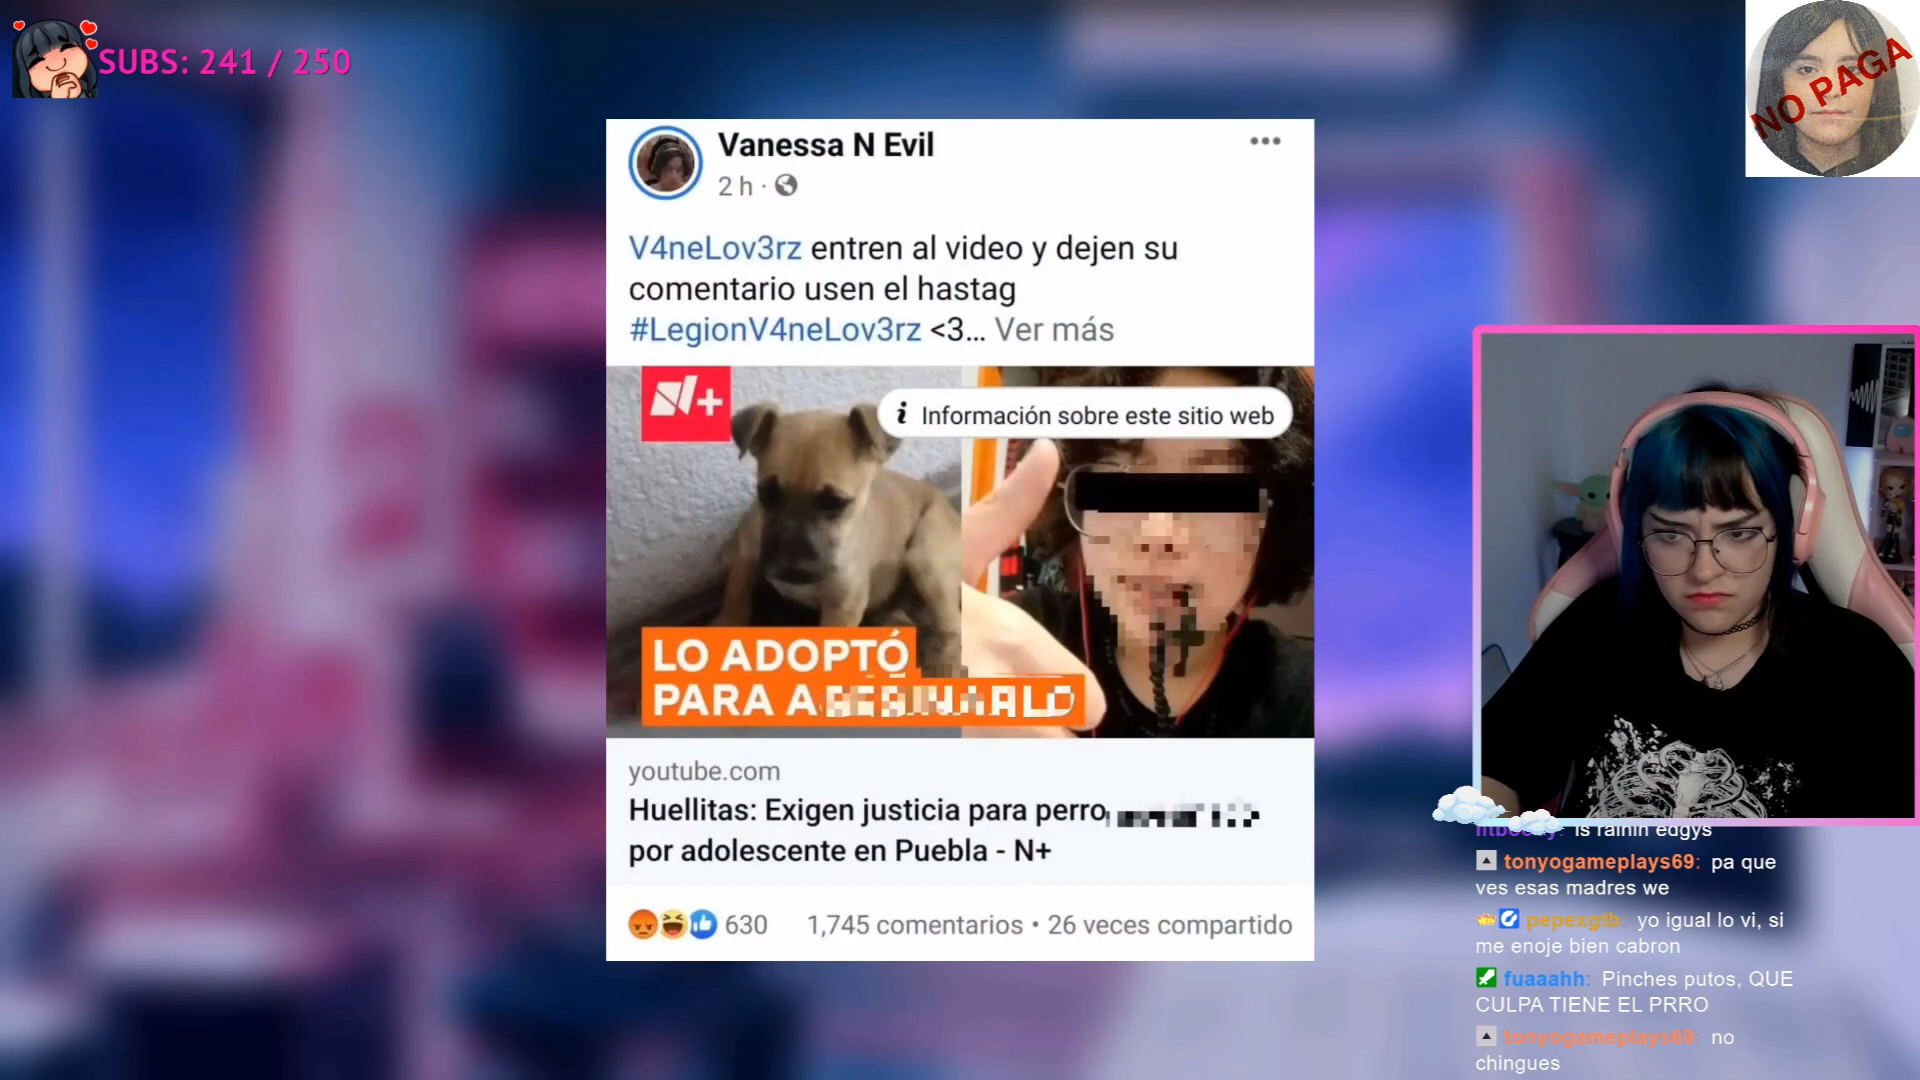 SUBS: 241 / 250
NO PAGA
Vanessa N Evil
2 h ·
V4neLov3rz entren al video y dejen su
comentario usen el hastag
#LegionV4neLov3rz <3... Ver más
N+
i Información sobre este sitio web
LO ADOPTÓ
PARA A
youtube.com
Huellitas: Exigen justicia para perro
por adolescente en Puebla - N+
630 1,745 comentarios • 26 veces compartido
is rainin edgys
tonyogameplays69: pa que
ves esas madres we
pepexgtb: yo igual lo vi, si
me enoje bien cabron
fuaaahh: Pinches putos, QUE
CULPA TIENE EL PRRO
tonyogameplays69: no
chingues